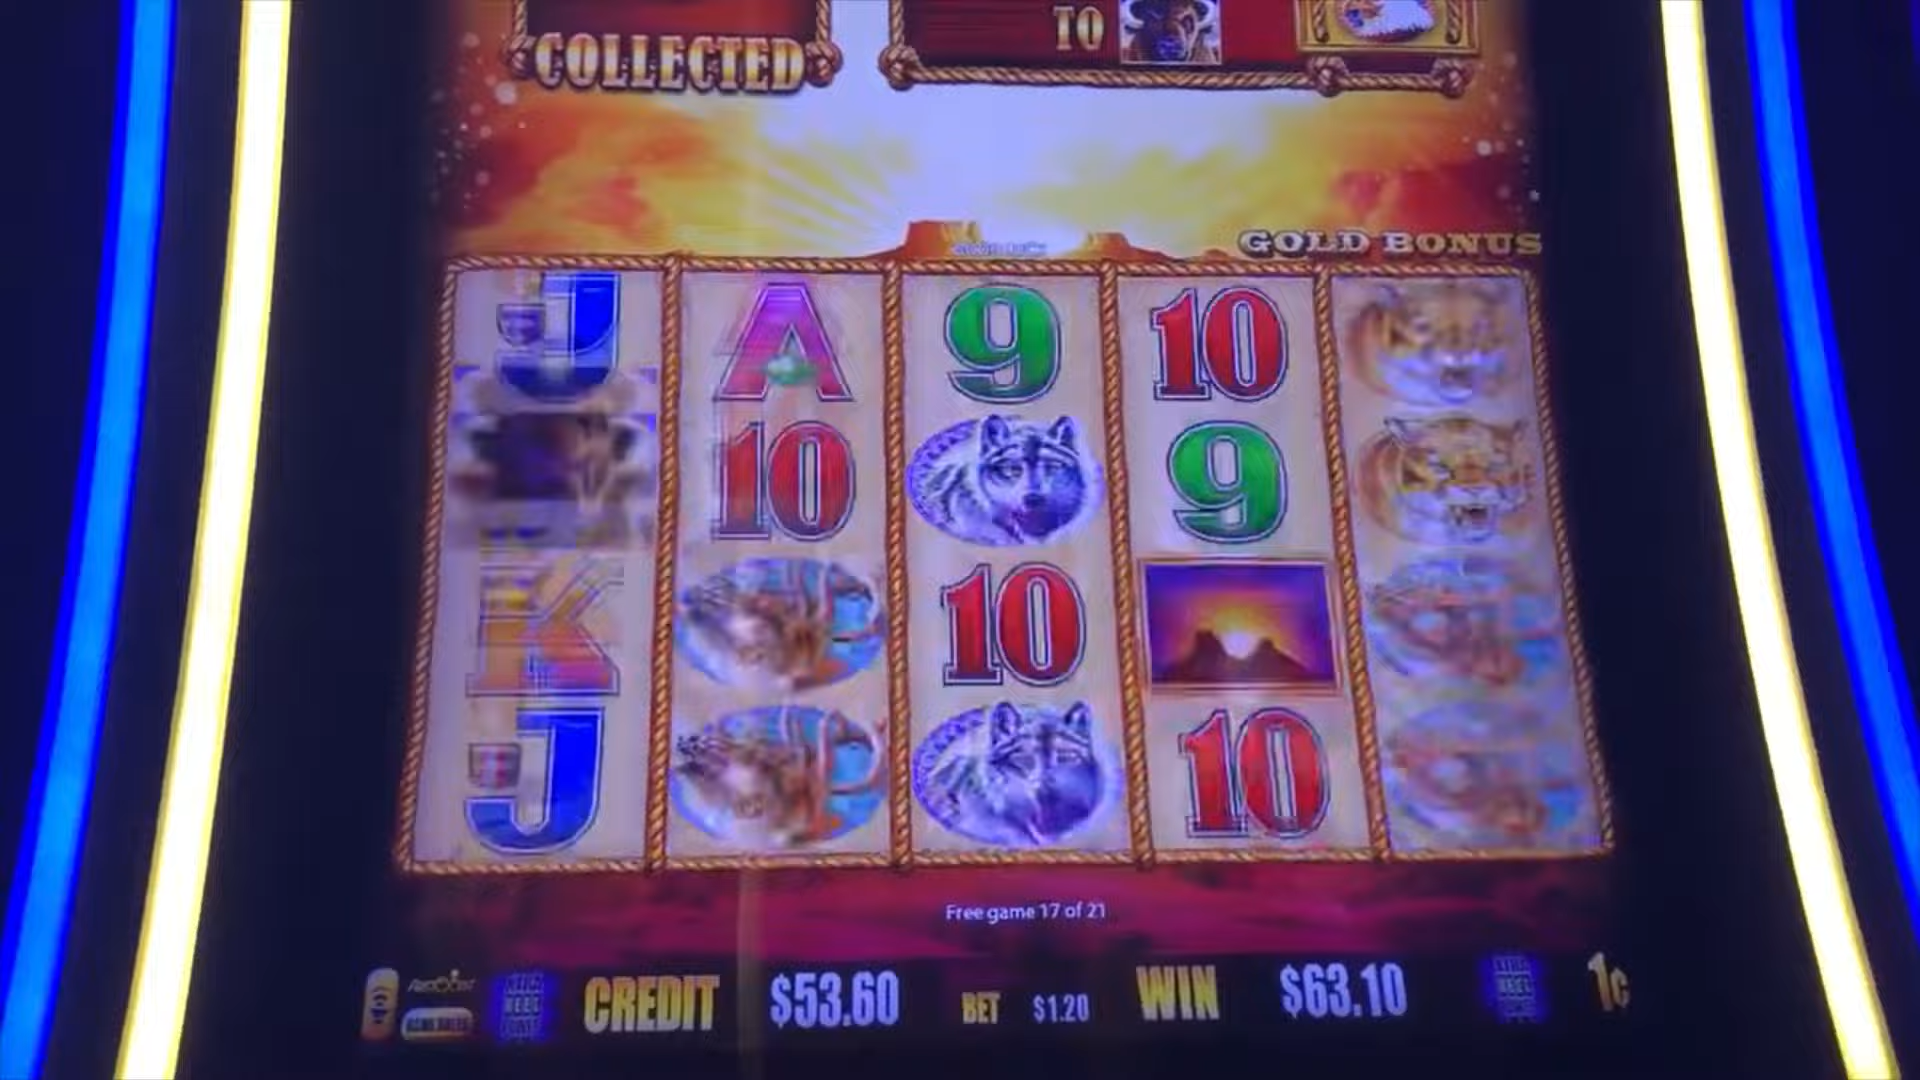 COLLECTED
TO
GOLD BONUS
J A 9 10
10 9
K 10
J 10
Free game 17 of 21
CREDIT $53.60 BET $1.20 WIN $63.10 1¢